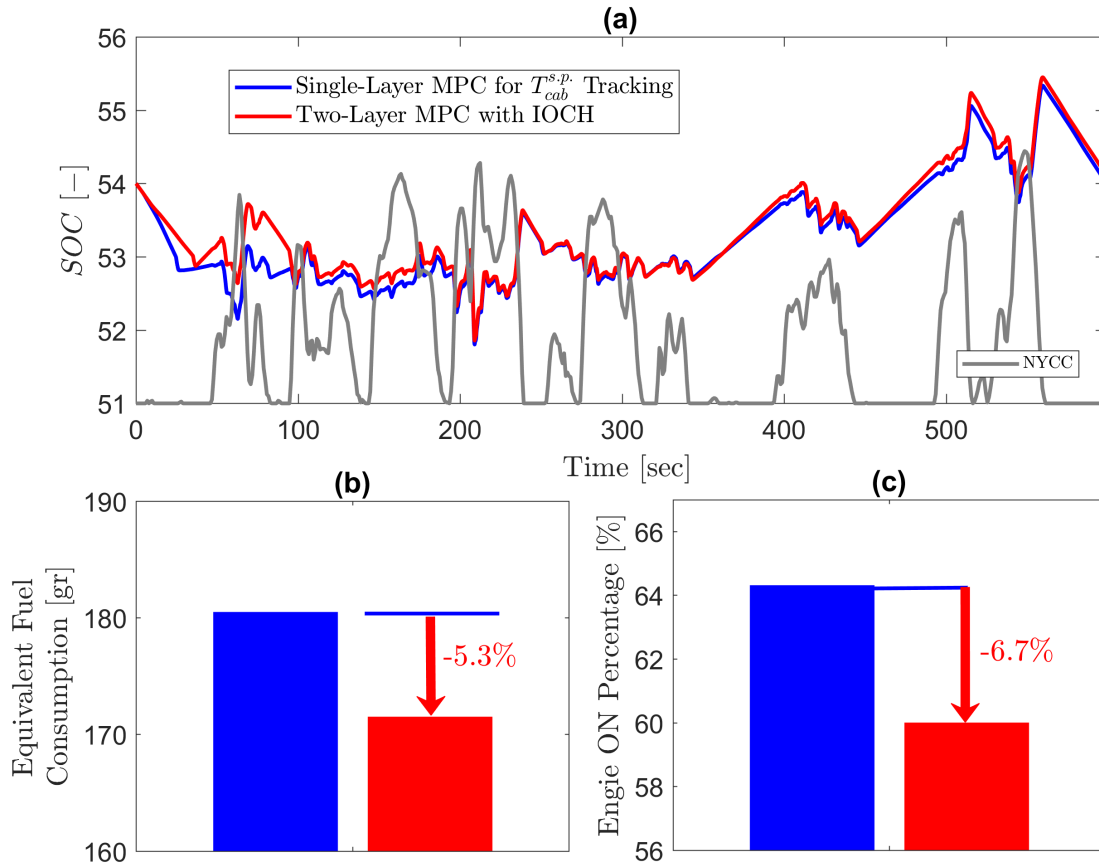 (a)
56
55
54
53
52
51
SOC [−]
Single-Layer MPC for T_{cab}^{s.p.} Tracking
Two-Layer MPC with IOCH
NYCC
0
100
200
300
400
500
Time [sec]
(b)
190
180
170
160
Equivalent Fuel
Consumption [gr]
-5.3%
(c)
66
64
62
60
58
56
Engie ON Percentage [%]
-6.7%